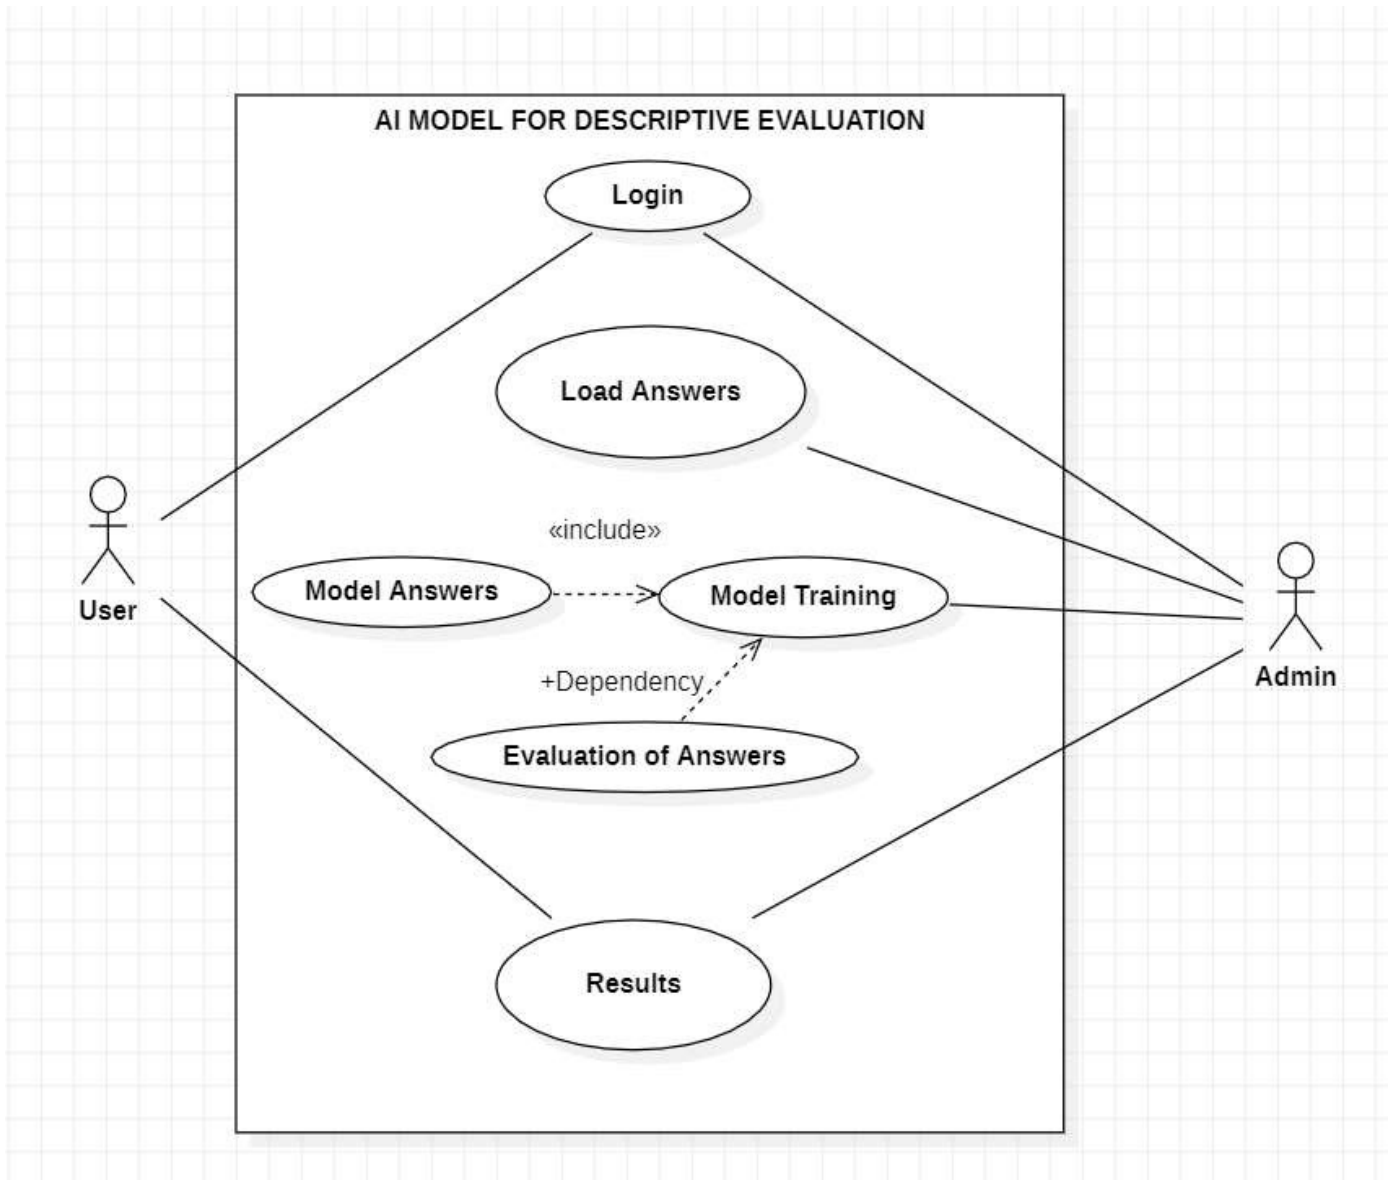 AI MODEL FOR DESCRIPTIVE EVALUATION
Login
Load Answers
«include»
Model Answers
Model Training
User
+Dependency
Admin
Evaluation of Answers
Results